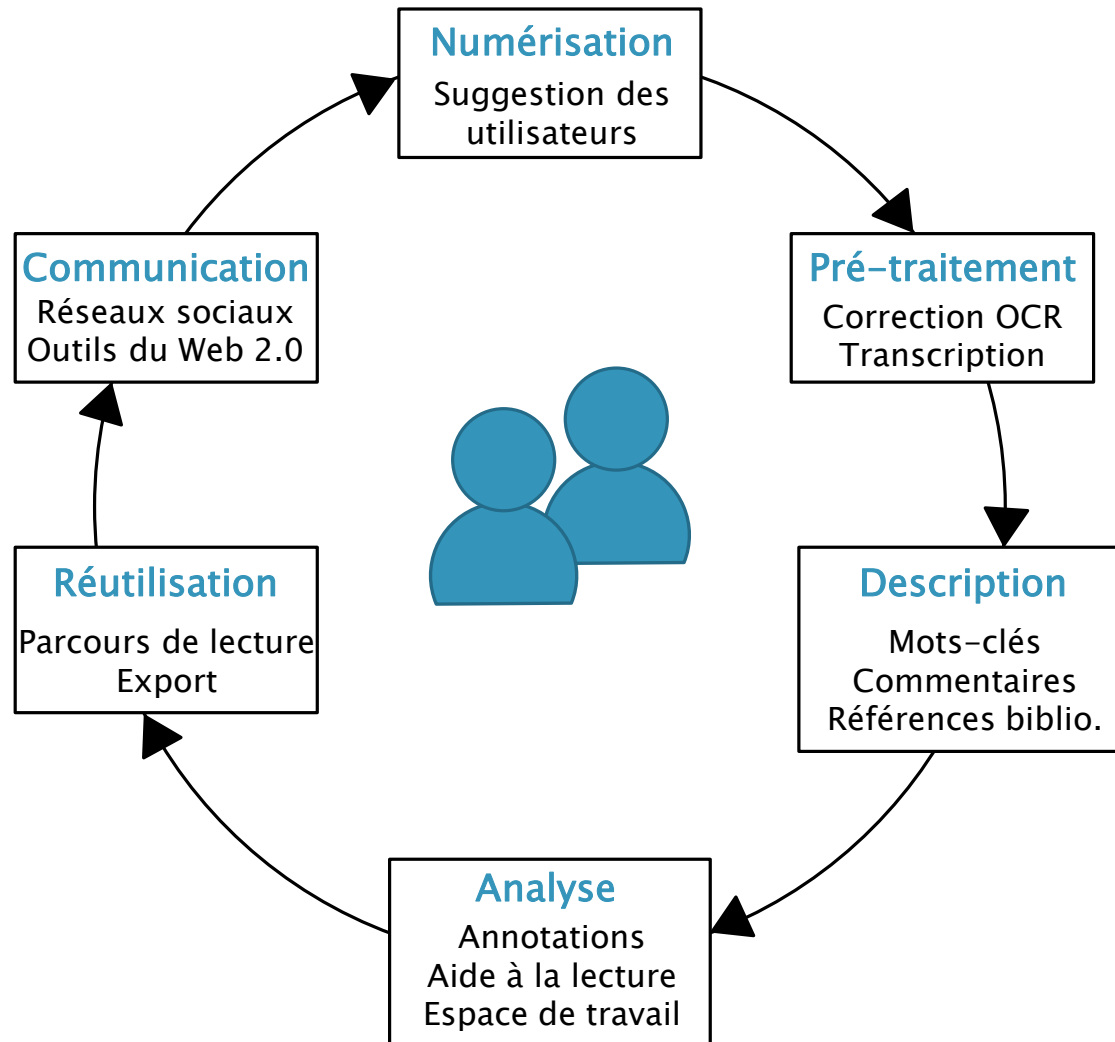 Numérisation
Suggestion des
utilisateurs
Pré-traitement
Correction OCR
Transcription
Description
Mots-clés
Commentaires
Références biblio.
Analyse
Annotations
Aide à la lecture
Espace de travail
Réutilisation
Parcours de lecture
Export
Communication
Réseaux sociaux
Outils du Web 2.0